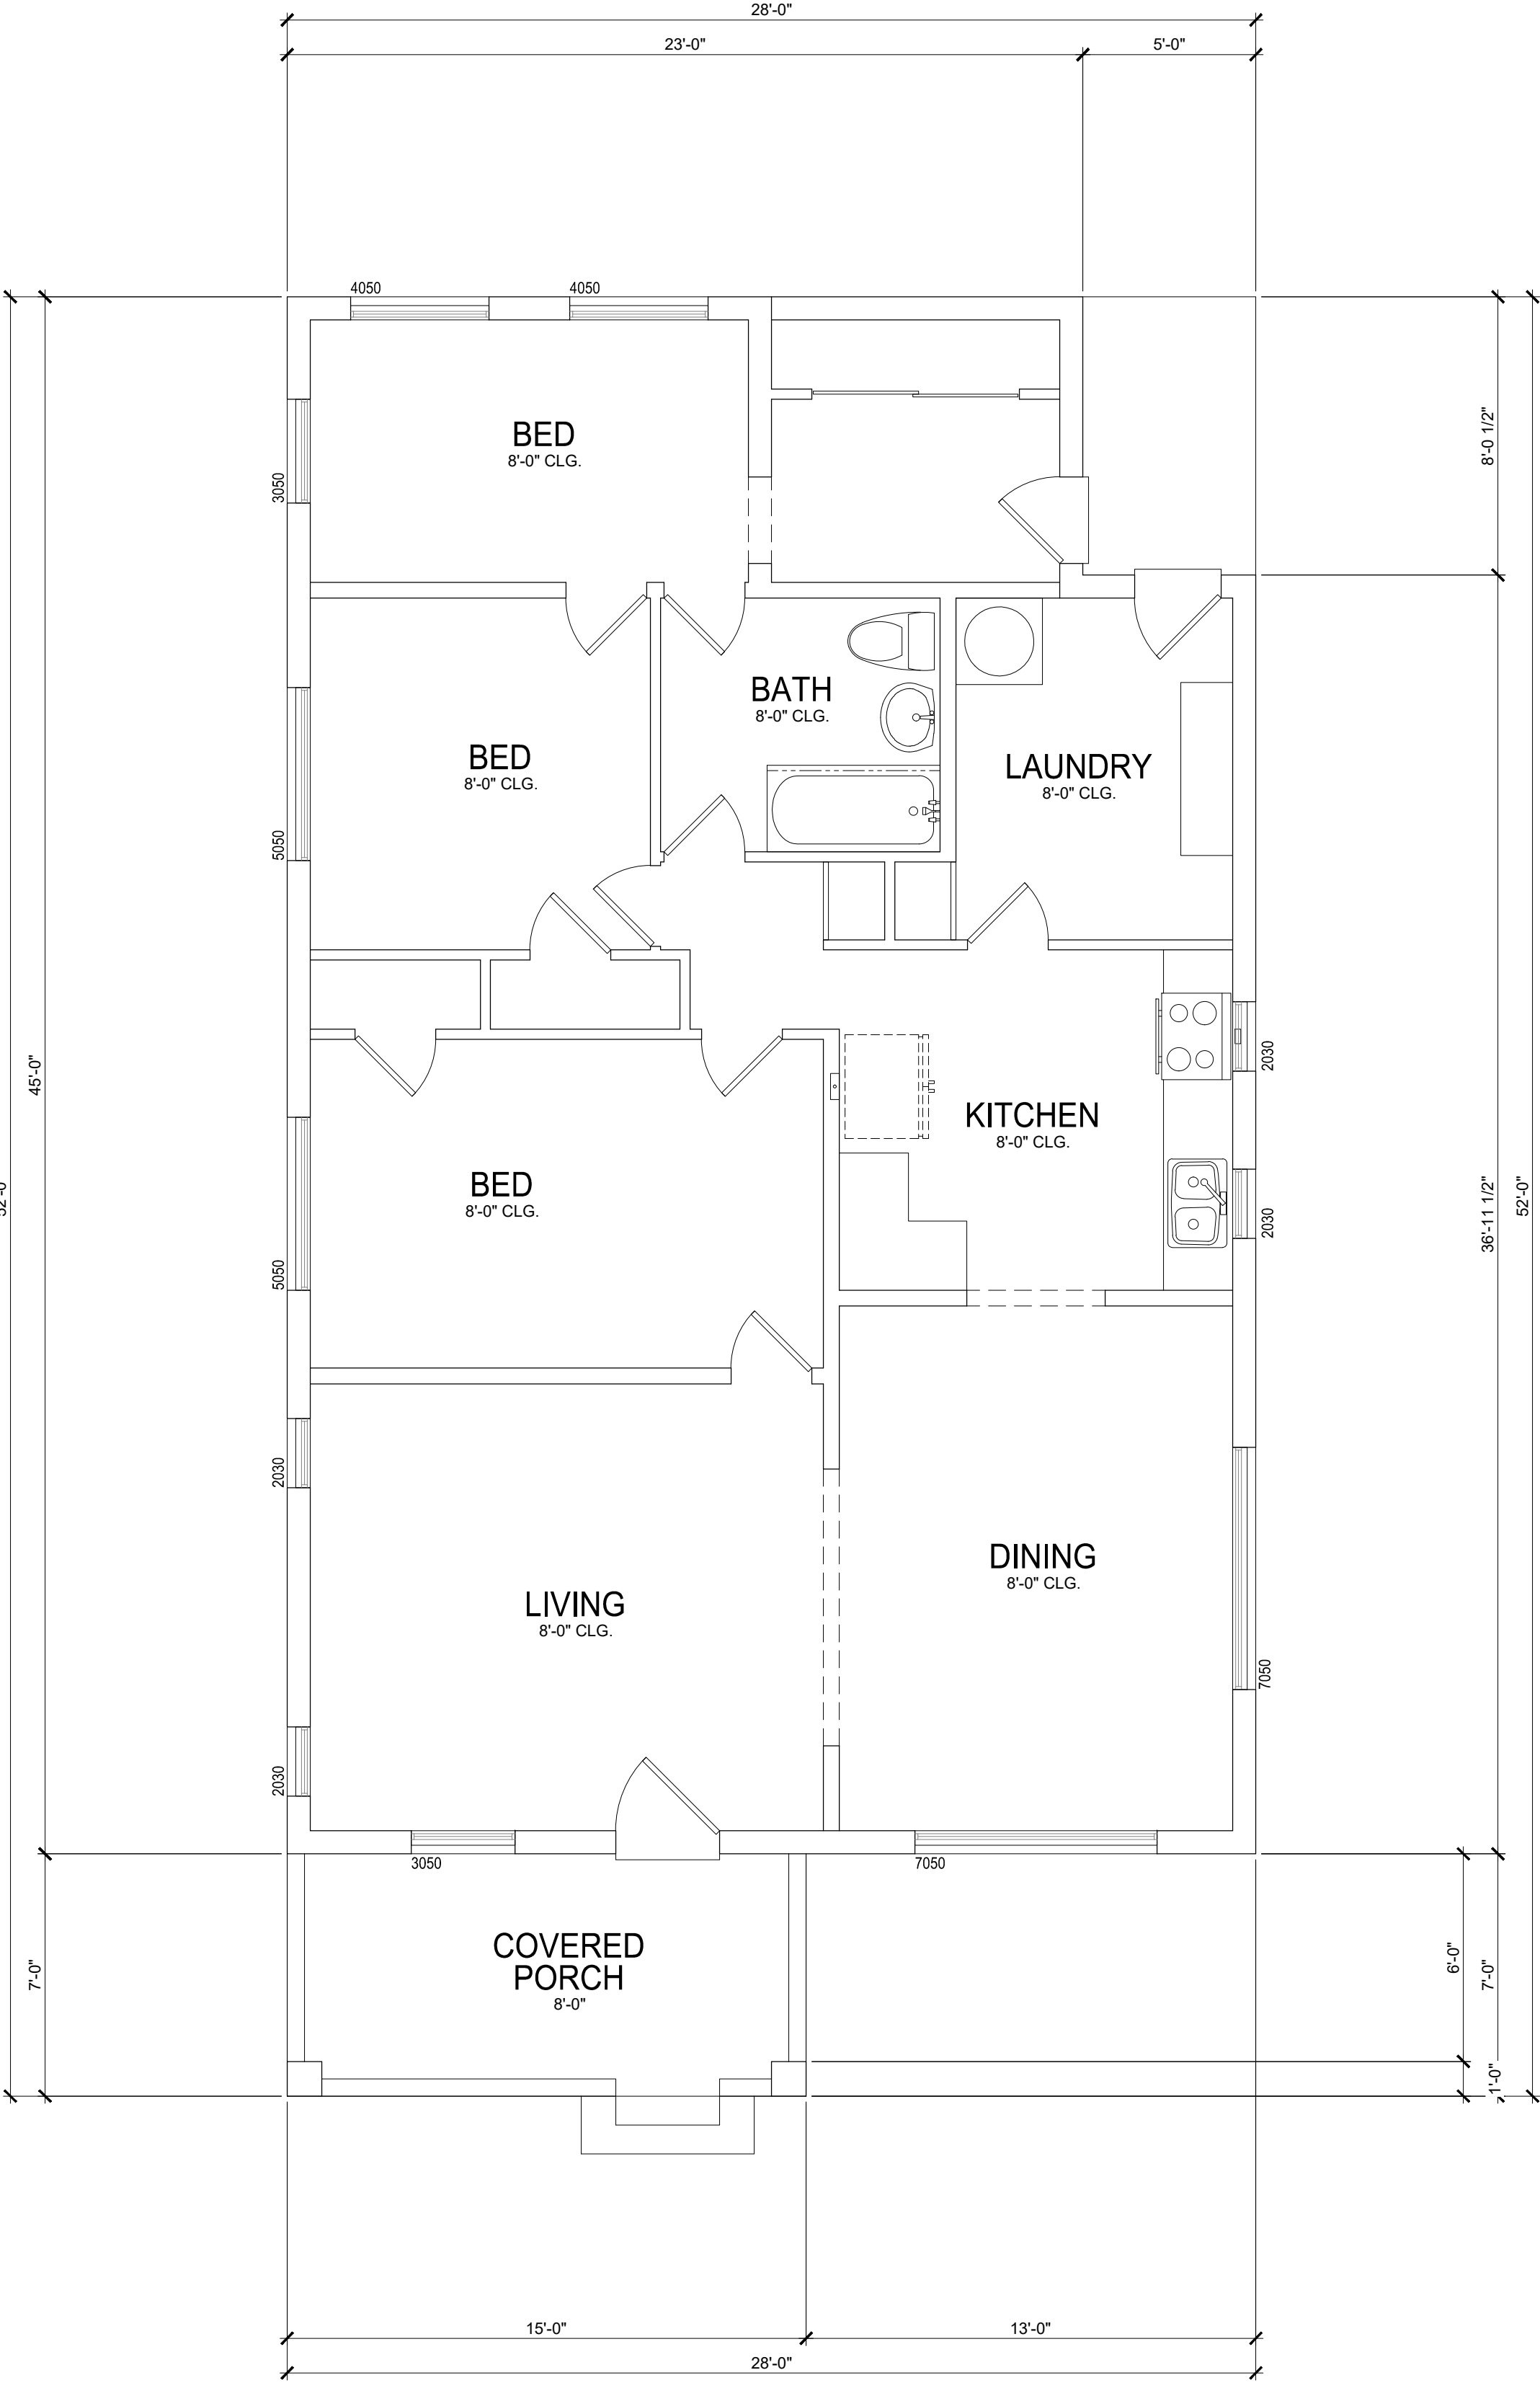 28'-0"
23'-0"
5'-0"
4050
4050
BED
8'-0" CLG.
3050
8'-0 1/2"
BATH
8'-0" CLG.
BED
8'-0" CLG.
LAUNDRY
8'-0" CLG.
5050
45'-0"
2030
KITCHEN
8'-0" CLG.
BED
8'-0" CLG.
52'-0"
36'-11 1/2"
52'-0"
2030
5050
2030
DINING
8'-0" CLG.
LIVING
8'-0" CLG.
7050
2030
3050
7050
COVERED
PORCH
8'-0"
7'-0"
6'-0"
7'-0"
1'-0"
15'-0"
13'-0"
28'-0"